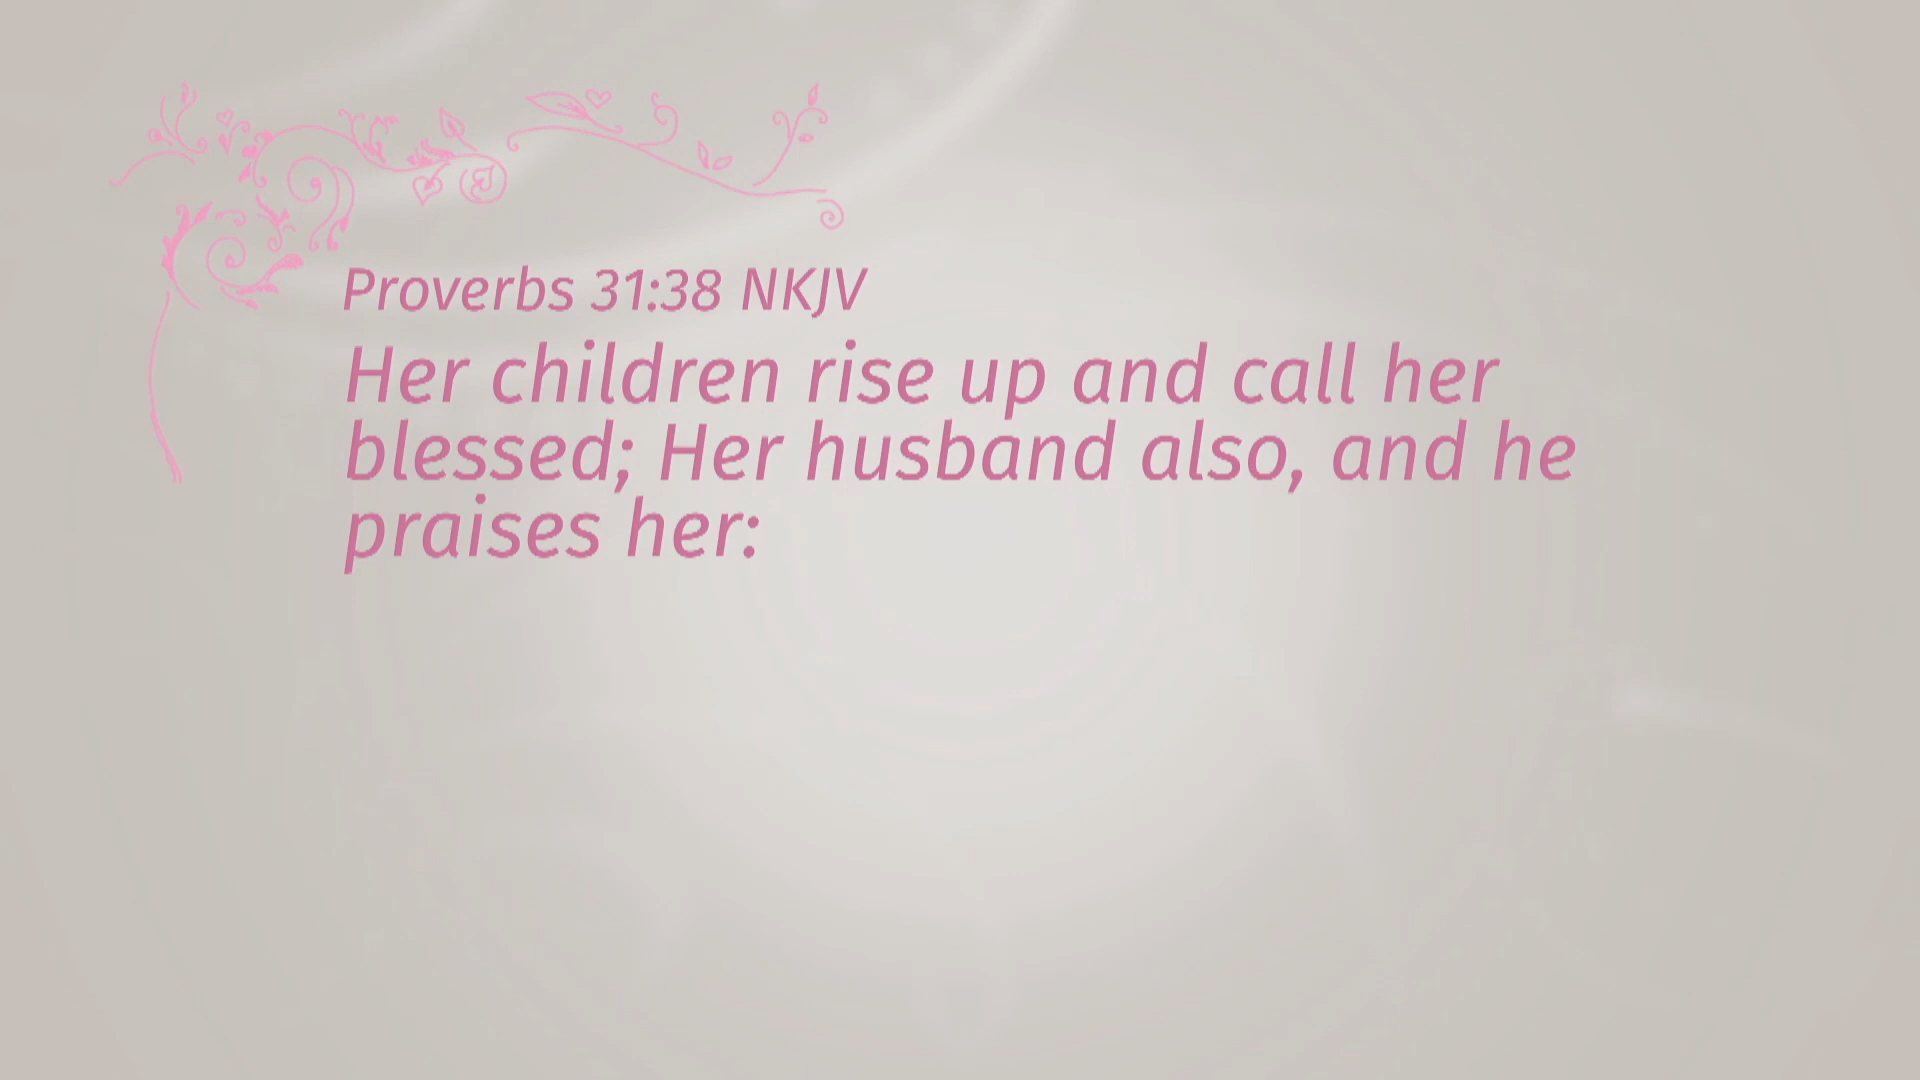 Proverbs 31:38 NKJV
Her children rise up and call her
blessed; Her husband also, and he
praises her: